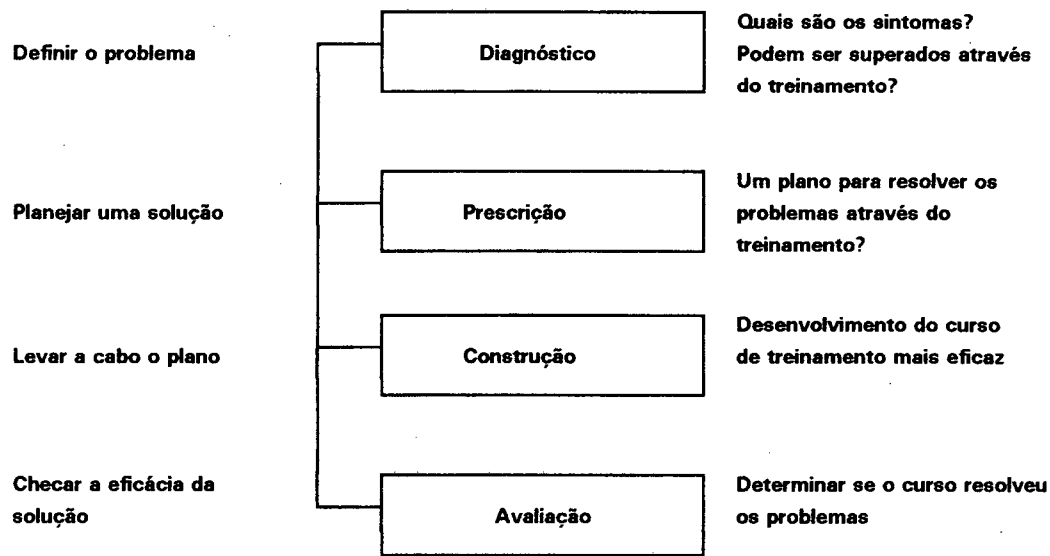 Definir o problema
Diagnóstico
Quais são os sintomas?
Podem ser superados através
do treinamento?
Planejar uma solução
Prescrição
Um plano para resolver os
problemas através do
treinamento?
Levar a cabo o plano
Construção
Desenvolvimento do curso
de treinamento mais eficaz
Checar a eficácia da
solução
Avaliação
Determinar se o curso resolveu
os problemas